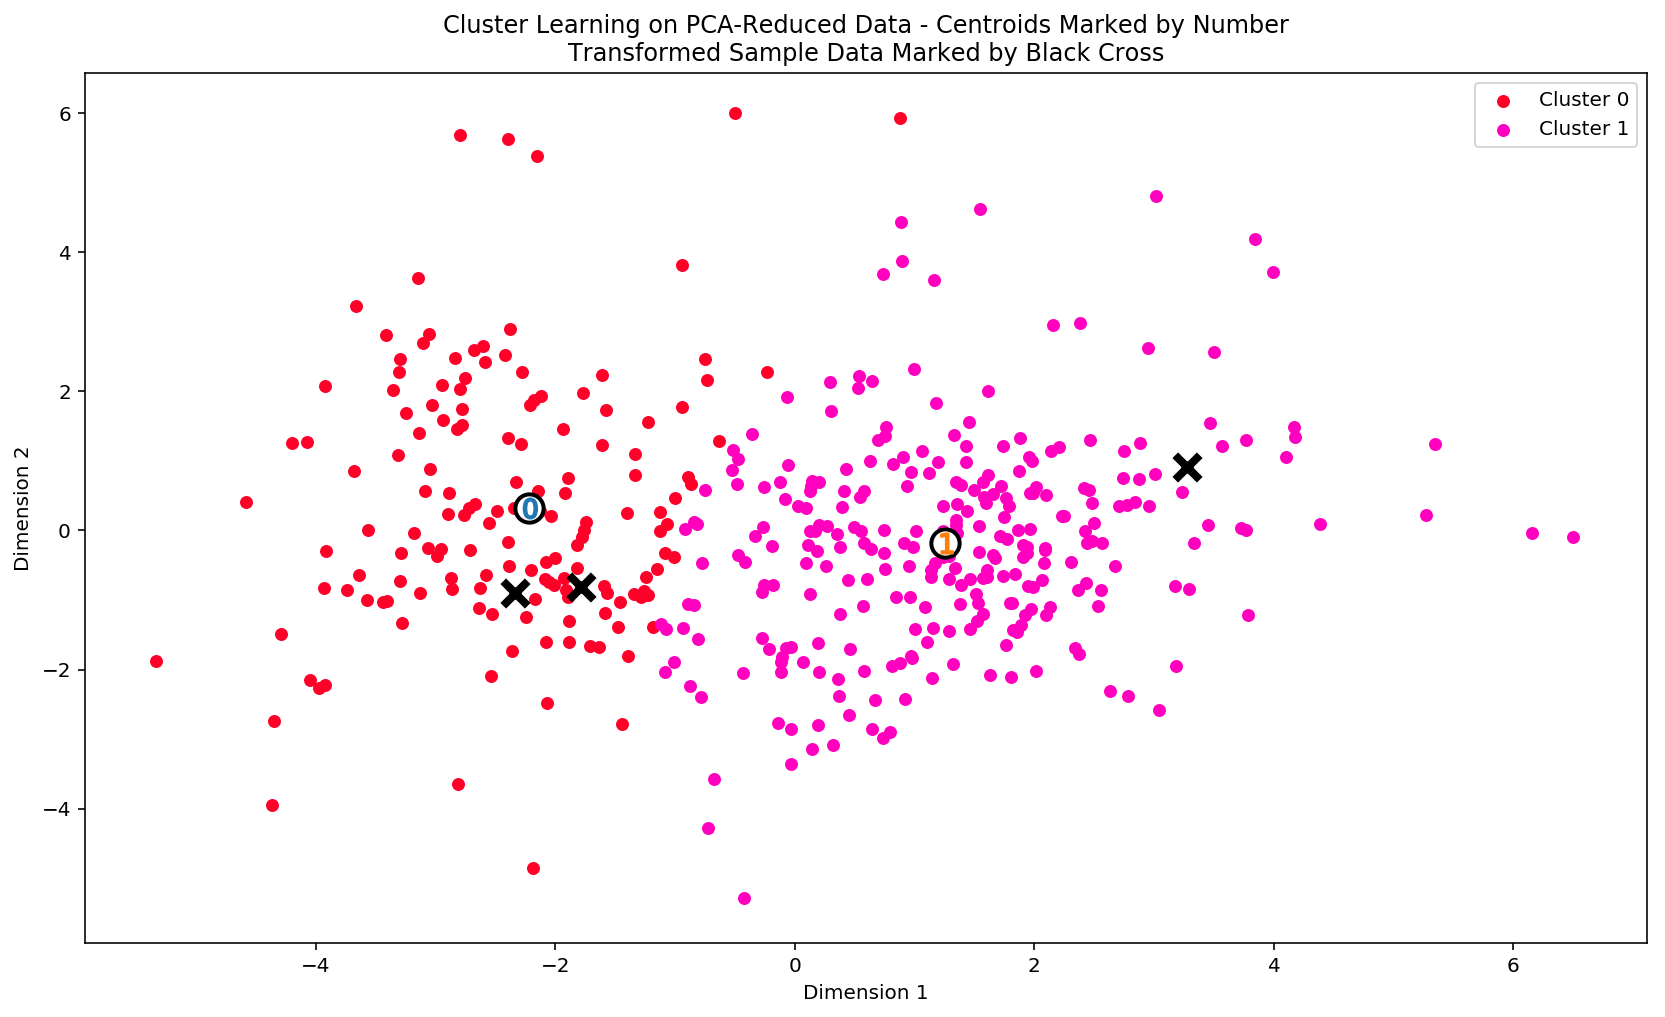 Cluster Learning on PCA-Reduced Data - Centroids Marked by Number
Transformed Sample Data Marked by Black Cross
Cluster 0
Cluster 1
6
4
2
0
−2
−4
Dimension 2
0
1
−4
−2
0
2
4
6
Dimension 1